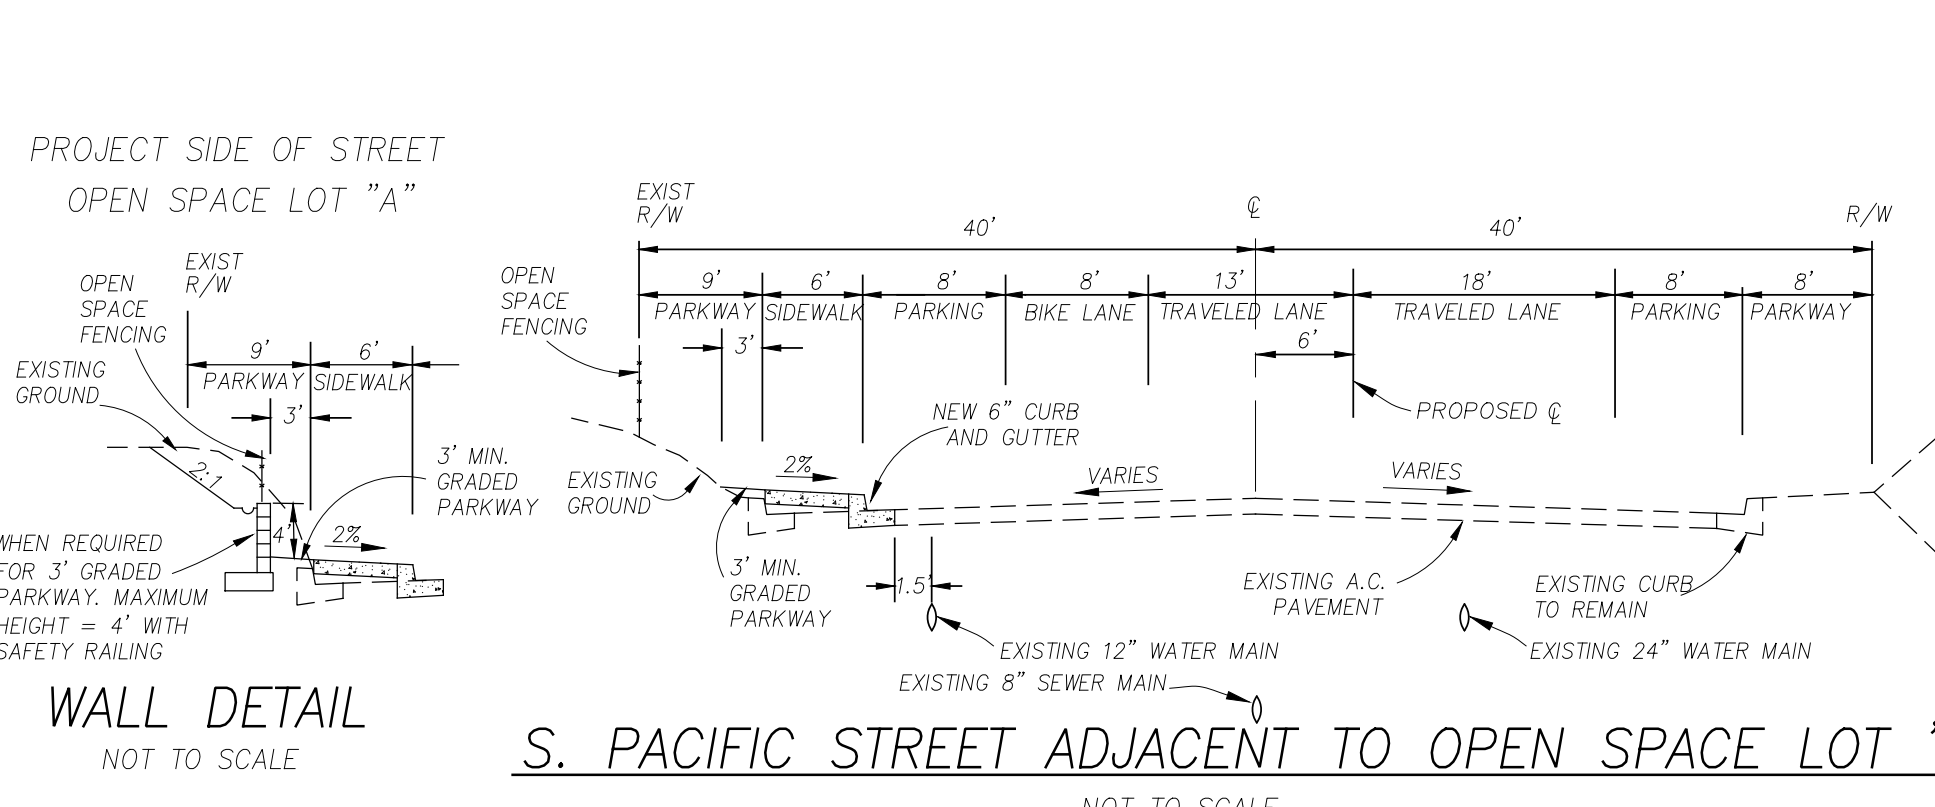 PROJECT SIDE OF STREET
OPEN SPACE LOT "A"
EXIST
R/W
OPEN
SPACE
FENCING
EXISTING
GROUND
9'
6'
PARKWAY
SIDEWALK
3'
2:1
3' MIN.
GRADED
PARKWAY
4'
2%
WHEN REQUIRED
FOR 3' GRADED
PARKWAY. MAXIMUM
HEIGHT = 4' WITH
SAFETY RAILING
WALL DETAIL
NOT TO SCALE
EXIST
R/W
℄
R/W
40'
40'
OPEN
SPACE
FENCING
9'
6'
8'
8'
13'
18'
8'
8'
PARKWAY
SIDEWALK
PARKING
BIKE LANE
TRAVELED LANE
TRAVELED LANE
PARKING
PARKWAY
3'
6'
PROPOSED ℄
NEW 6" CURB
AND GUTTER
2%
VARIES
VARIES
EXISTING
GROUND
3' MIN.
GRADED
PARKWAY
1.5'
EXISTING A.C.
PAVEMENT
EXISTING CURB
TO REMAIN
EXISTING 12" WATER MAIN
EXISTING 24" WATER MAIN
EXISTING 8" SEWER MAIN
S. PACIFIC STREET ADJACENT TO OPEN SPACE LOT "
NOT TO SCALE